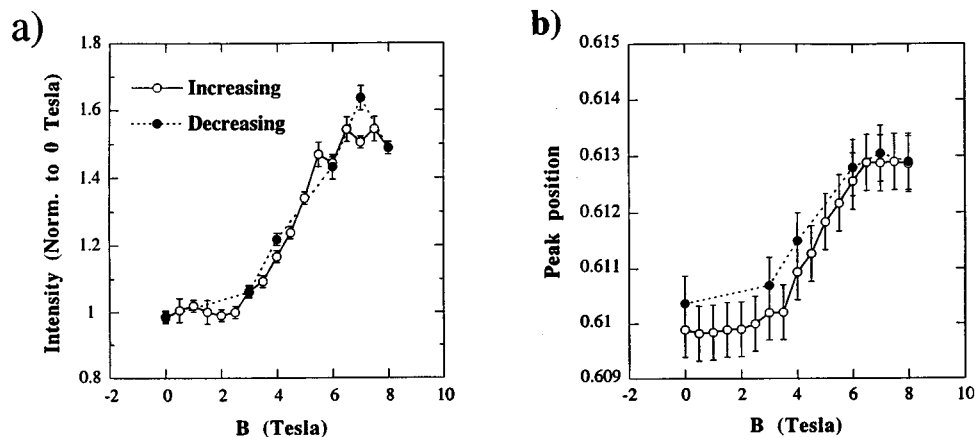 a)
Intensity (Norm. to 0 Tesla)
1.8
1.6
1.4
1.2
1
0.8
Increasing
Decreasing
-2 0 2 4 6 8 10
B (Tesla)
b)
Peak position
0.615
0.614
0.613
0.612
0.611
0.61
0.609
-2 0 2 4 6 8 10
B (Tesla)